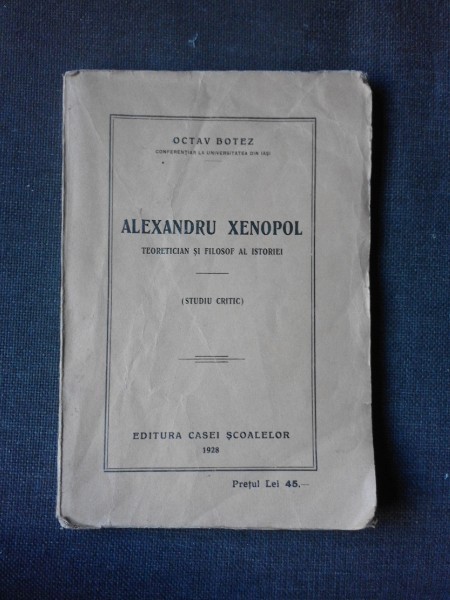 OCTAV BOTEZ
CONFERENȚIAR LA UNIVERSITATEA DIN IAȘI
ALEXANDRU XENOPOL
TEORETICIAN ȘI FILOSOF AL ISTORIEI
(STUDIU CRITIC)
EDITURA CASEI ȘCOALELOR
1928
Prețul Lei 45.—